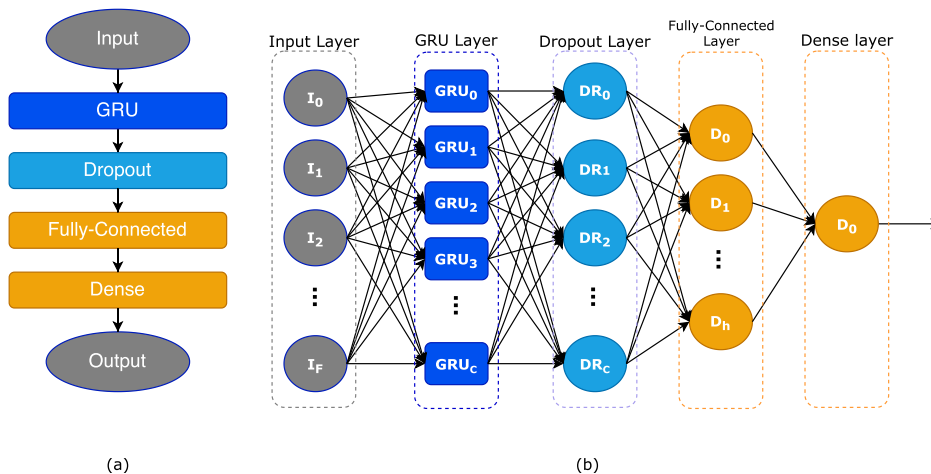 Input
GRU
Dropout
Fully-Connected
Dense
Output
(a)
Input Layer
GRU Layer
Dropout Layer
Fully-Connected
Layer
Dense layer
I0
I1
I2
...
IF
GRU0
GRU1
GRU2
GRU3
...
GRUC
DR0
DR1
DR2
...
DRC
D0
D1
...
Dh
D0
(b)